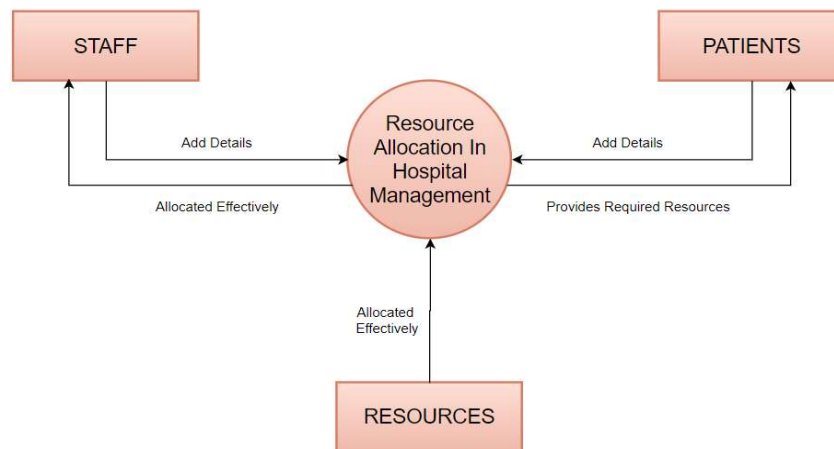 STAFF
PATIENTS
Resource
Allocation In
Hospital
Management
Add Details
Add Details
Allocated Effectively
Provides Required Resources
Allocated
Effectively
RESOURCES